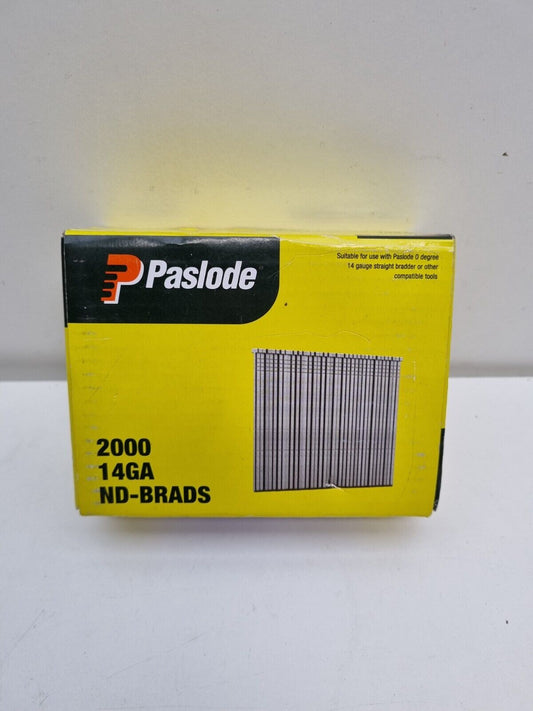 Paslode
Suitable for use with Paslode 0 degree
14 gauge straight bradder or other
compatible tools
2000
14GA
ND-BRADS